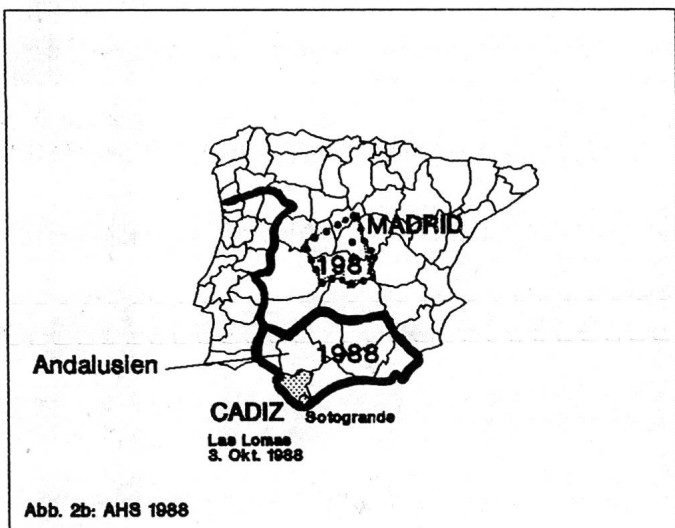 MADRID
1987
Andalusien
1988
CADIZ
Sotogrande
Las Lomas
3. Okt. 1988
Abb. 2b: AHS 1988